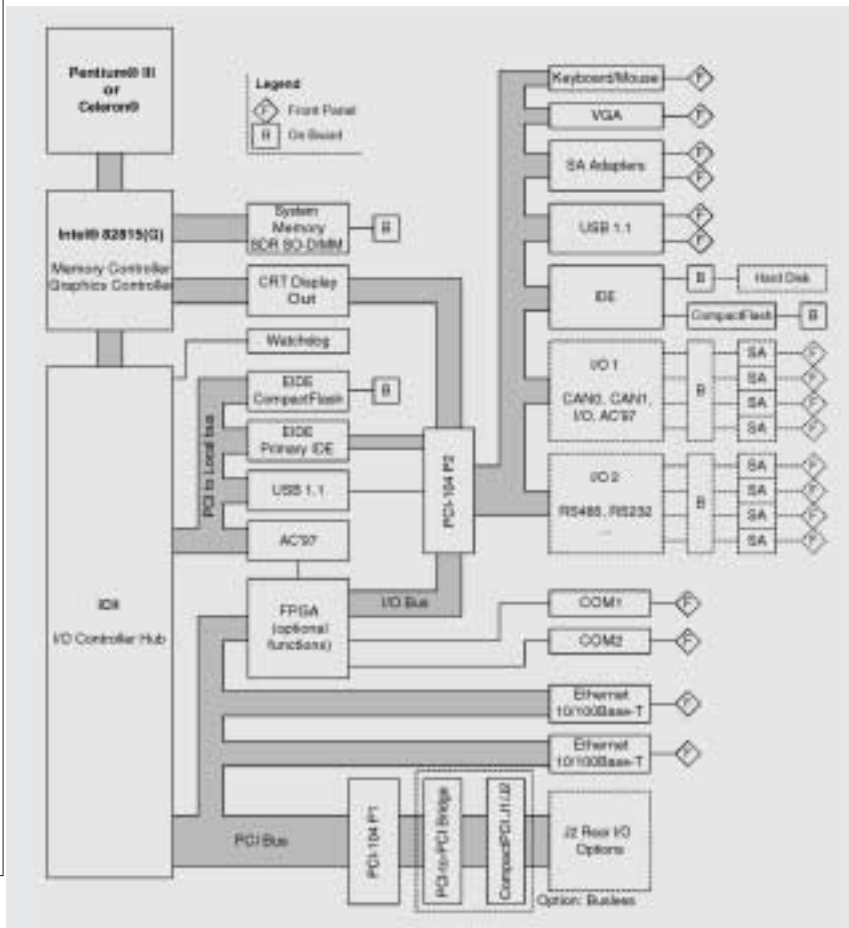 Pentium® III
or
Celeron®
Legend
F Front Panel
B On Board
Intel® 82815(G)
Memory Controller
Graphics Controller
System
Memory
SDR SO-DIMM
B
CRT Display
Out
Watchdog
EIDE
CompactFlash
B
EIDE
Primary IDE
USB 1.1
AC'97
PCI to Local bus
ICH
I/O Controller Hub
FPGA
(optional
functions)
I/O Bus
PCI-104 P2
Keyboard/Mouse
F
VGA
F
SA Adapters
F
F
USB 1.1
F
F
IDE
B
Hard Disk
CompactFlash
B
I/O 1
CAN0, CAN1,
I/O, AC'97
B
SA F
SA F
SA F
SA F
I/O 2
RS485, RS232
...
B
SA F
SA F
SA F
SA F
COM1
F
COM2
F
Ethernet
10/100Base-T
F
Ethernet
10/100Base-T
F
PCI Bus
PCI-104 P1
PCI-to-PCI Bridge
CompactPCI J1/J2
J2 Rear I/O
Options
Option: Busless